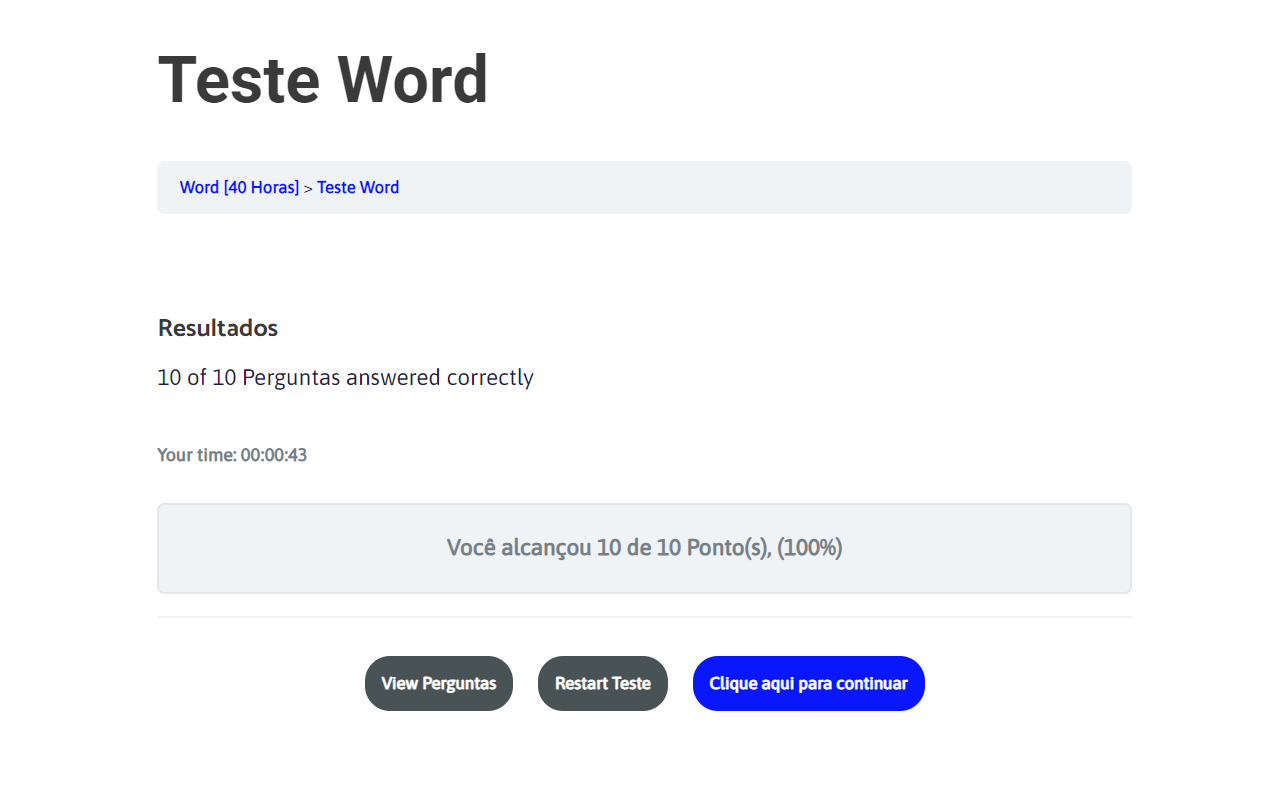 Teste Word
Word [40 Horas] > Teste Word
Resultados
10 of 10 Perguntas answered correctly
Your time: 00:00:43
Você alcançou 10 de 10 Ponto(s), (100%)
View Perguntas
Restart Teste
Clique aqui para continuar